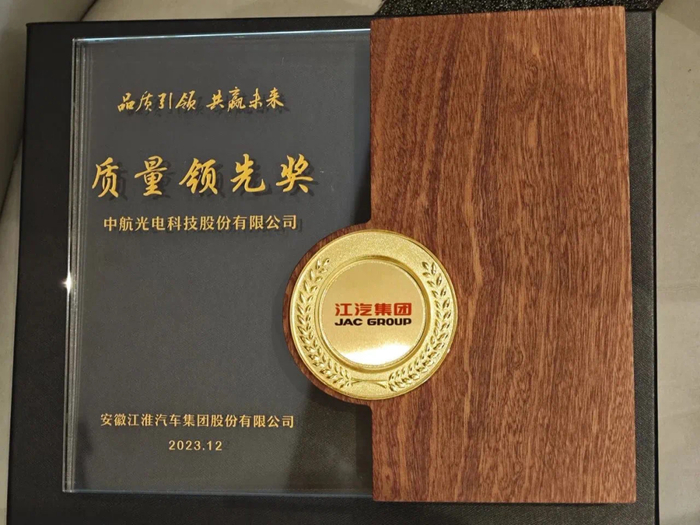 品质引领 共赢未来
质量领先奖
中航光电科技股份有限公司
江汽集团
JAC GROUP
安徽江淮汽车集团股份有限公司
2023.12